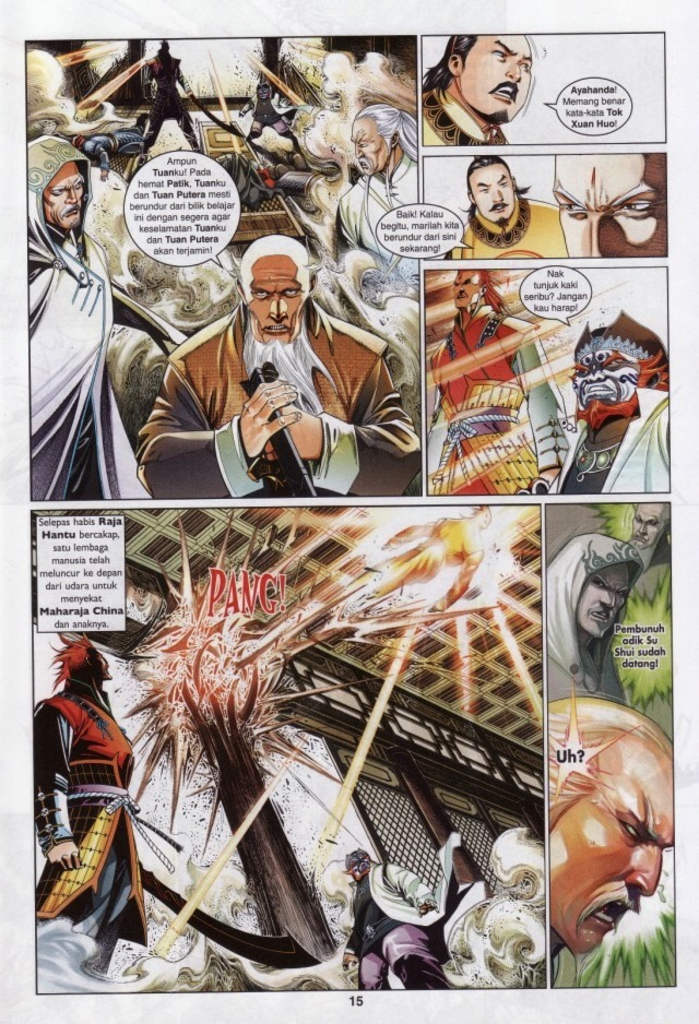 Ampun
Tuanku! Pada
hemat Patik, Tuanku
dan Tuan Putera mesti
berundur dari bilik belajar
ini dengan segera agar
keselamatan Tuanku
dan Tuan Putera
akan terjamin!
Ayahanda!
Memang benar
kata-kata Tok
Xuan Huo!
Baik! Kalau
begitu, marilah kita
berundur dari sini
sekarang!
Nak
tunjuk kaki
seribu? Jangan
kau harap!
Selepas habis Raja
Hantu bercakap,
satu lembaga
manusia telah
meluncur ke depan
dari udara untuk
menyekat
Maharaja China
dan anaknya.
PANG!
PANG!
Pembunuh
adik Su
Shui sudah
datang!
Uh?
15